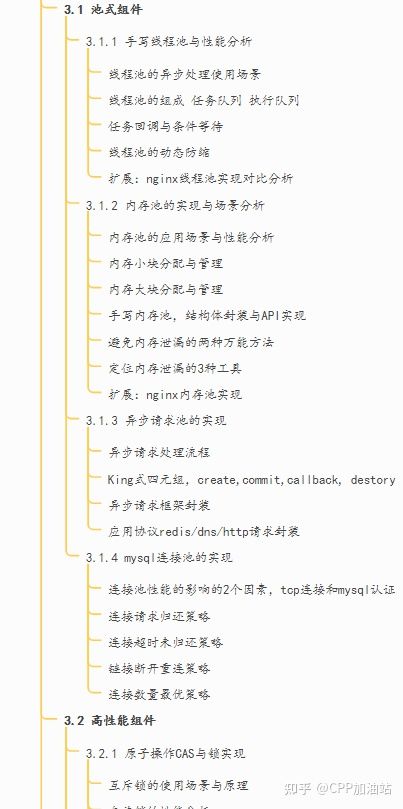 3.1 池式组件
3.1.1 手写线程池与性能分析
线程池的异步处理使用场景
线程池的组成 任务队列 执行队列
任务回调与条件等待
线程池的动态防缩
扩展：nginx线程池实现对比分析
3.1.2 内存池的实现与场景分析
内存池的应用场景与性能分析
内存小块分配与管理
内存大块分配与管理
手写内存池，结构体封装与API实现
避免内存泄漏的两种万能方法
定位内存泄漏的3种工具
扩展：nginx内存池实现
3.1.3 异步请求池的实现
异步请求处理流程
King式四元组，create,commit,callback, destory
异步请求框架封装
应用协议redis/dns/http请求封装
3.1.4 mysql连接池的实现
连接池性能的影响的2个因素，tcp连接和mysql认证
连接请求归还策略
连接超时未归还策略
链接断开重连策略
连接数量最优策略
3.2 高性能组件
3.2.1 原子操作CAS与锁实现
互斥锁的使用场景与原理
知乎 @CPP加油站